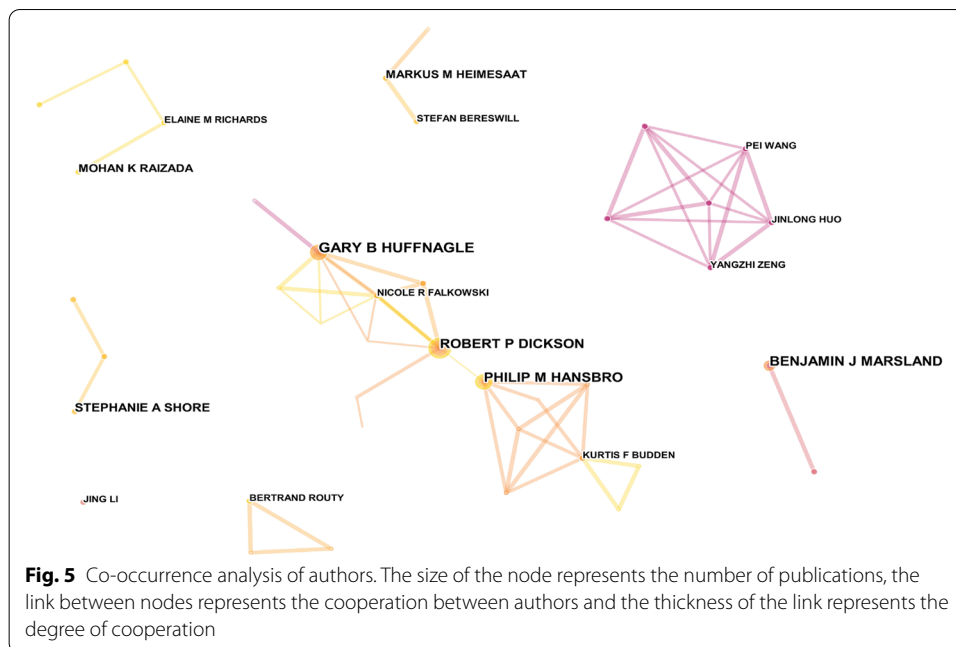 MARKUS M HEIMESAAT
ELAINE M RICHARDS
STEFAN BERESWILL
PEI WANG
MOHAN K RAIZADA
JINLONG HUO
GARY B HUFFNAGLE
YANGZHI ZENG
NICOLE R FALKOWSKI
ROBERT P DICKSON
BENJAMIN J MARSLAND
PHILIP M HANSBRO
STEPHANIE A SHORE
KURTIS F BUDDEN
JING LI
BERTRAND ROUTY
Fig. 5 Co-occurrence analysis of authors. The size of the node represents the number of publications, the
link between nodes represents the cooperation between authors and the thickness of the link represents the
degree of cooperation